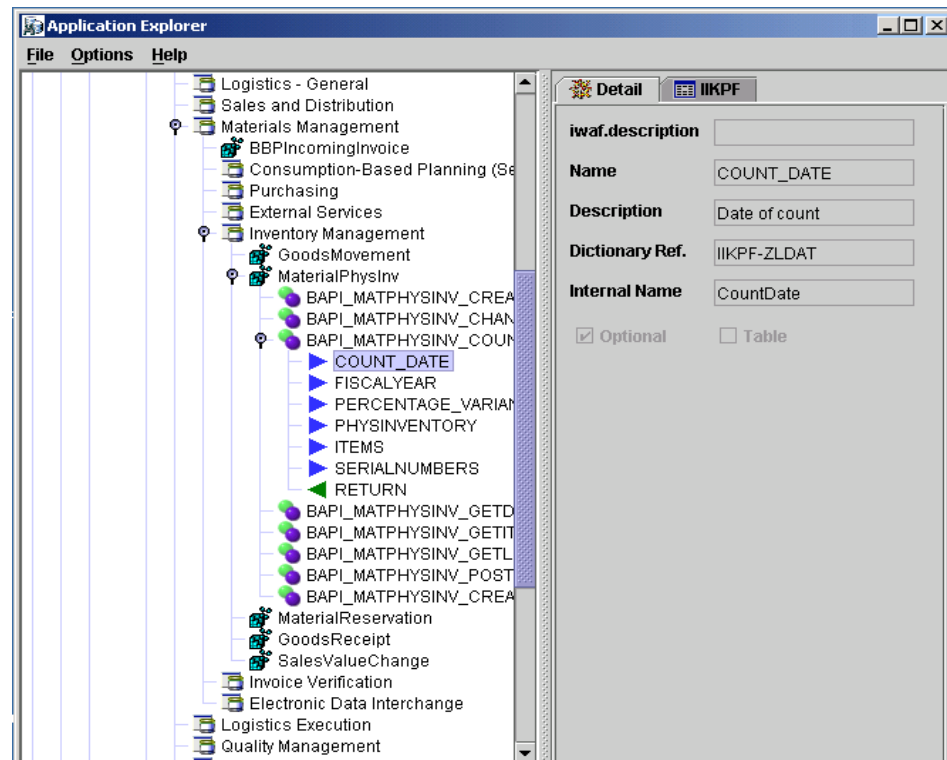 Application Explorer
File Options Help
Logistics - General
Sales and Distribution
Materials Management
BBPIncomingInvoice
Consumption-Based Planning (Se
Purchasing
External Services
Inventory Management
GoodsMovement
MaterialPhysInv
BAPI_MATPHYSINV_CREA
BAPI_MATPHYSINV_CHAN
BAPI_MATPHYSINV_COUN
COUNT_DATE
FISCALYEAR
PERCENTAGE_VARIAN
PHYSINVENTORY
ITEMS
SERIALNUMBERS
RETURN
BAPI_MATPHYSINV_GETD
BAPI_MATPHYSINV_GETIT
BAPI_MATPHYSINV_GETL
BAPI_MATPHYSINV_POST
BAPI_MATPHYSINV_CREA
MaterialReservation
GoodsReceipt
SalesValueChange
Invoice Verification
Electronic Data Interchange
Logistics Execution
Quality Management
Detail IIKPF
iwaf.description
Name COUNT_DATE
Description Date of count
Dictionary Ref. IIKPF-ZLDAT
Internal Name CountDate
Optional Table